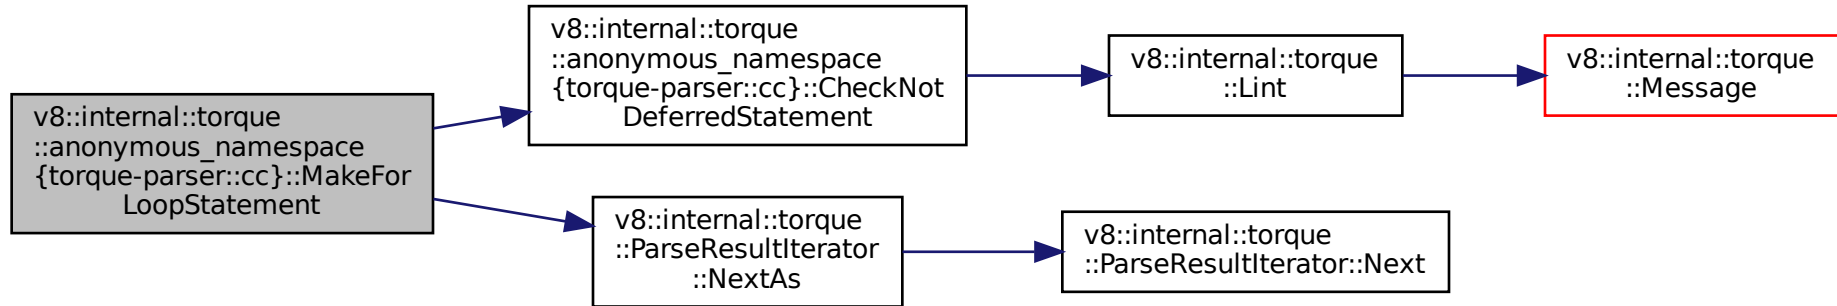 v8::internal::torque
::anonymous_namespace
{torque-parser::cc}::MakeFor
LoopStatement
v8::internal::torque
::anonymous_namespace
{torque-parser::cc}::CheckNot
DeferredStatement
v8::internal::torque
::Lint
v8::internal::torque
::Message
v8::internal::torque
::ParseResultIterator
::NextAs
v8::internal::torque
::ParseResultIterator::Next